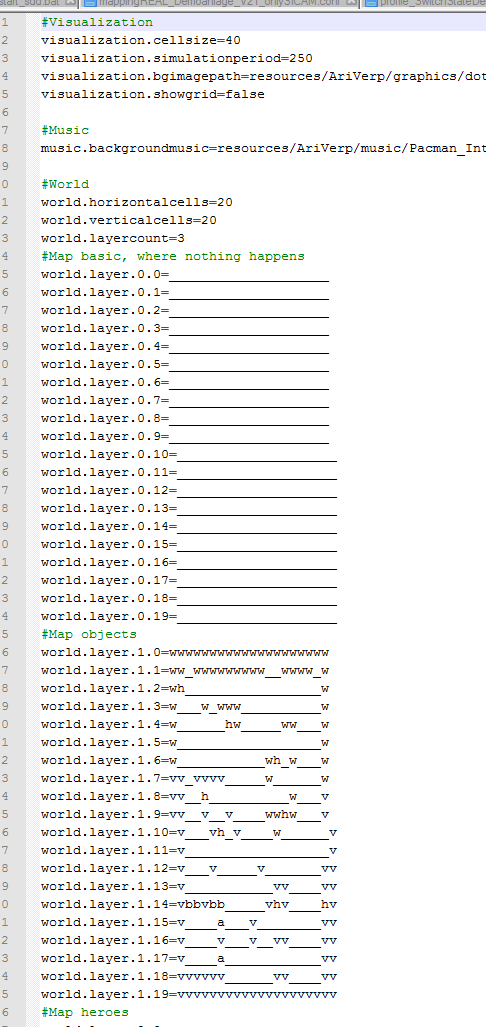 start_sud.bat mappingREAL_Demoanlage_V21_onlySICAM.conf profile_SwitchStateDe
1 #Visualization
2 visualization.cellsize=40
3 visualization.simulationperiod=250
4 visualization.bgimagepath=resources/AriVerp/graphics/dot
5 visualization.showgrid=false
6
7 #Music
8 music.backgroundmusic=resources/AriVerp/music/Pacman_Int
9
0 #World
1 world.horizontalcells=20
2 world.verticalcells=20
3 world.layercount=3
4 #Map basic, where nothing happens
5 world.layer.0.0=____________________
6 world.layer.0.1=____________________
7 world.layer.0.2=____________________
8 world.layer.0.3=____________________
9 world.layer.0.4=____________________
0 world.layer.0.5=____________________
1 world.layer.0.6=____________________
2 world.layer.0.7=____________________
3 world.layer.0.8=____________________
4 world.layer.0.9=____________________
5 world.layer.0.10=____________________
6 world.layer.0.11=____________________
7 world.layer.0.12=____________________
8 world.layer.0.13=____________________
9 world.layer.0.14=____________________
0 world.layer.0.15=____________________
1 world.layer.0.16=____________________
2 world.layer.0.17=____________________
3 world.layer.0.18=____________________
4 world.layer.0.19=____________________
5 #Map objects
6 world.layer.1.0=wwwwwwwwwwwwwwwwwwww
7 world.layer.1.1=ww_wwwwwwwww__wwww_w
8 world.layer.1.2=wh_________________w
9 world.layer.1.3=w___w_www__________w
0 world.layer.1.4=w______hw_____ww___w
1 world.layer.1.5=w__________________w
2 world.layer.1.6=w___________wh_w___w
3 world.layer.1.7=vv_vvvv_____w______w
4 world.layer.1.8=vv__h__________w___v
5 world.layer.1.9=vv__v__v____wwhw___v
6 world.layer.1.10=v___vh_v____w______v
7 world.layer.1.11=v__________________v
8 world.layer.1.12=v___v_____v_______vv
9 world.layer.1.13=v___________vv____vv
0 world.layer.1.14=vbbvbb_____vhv____hv
1 world.layer.1.15=v____a___v________vv
2 world.layer.1.16=v____v___v__vv____vv
3 world.layer.1.17=v____a____________vv
4 world.layer.1.18=vvvvvv______vv____vv
5 world.layer.1.19=vvvvvvvvvvvvvvvvvvvv
6 #Map heroes